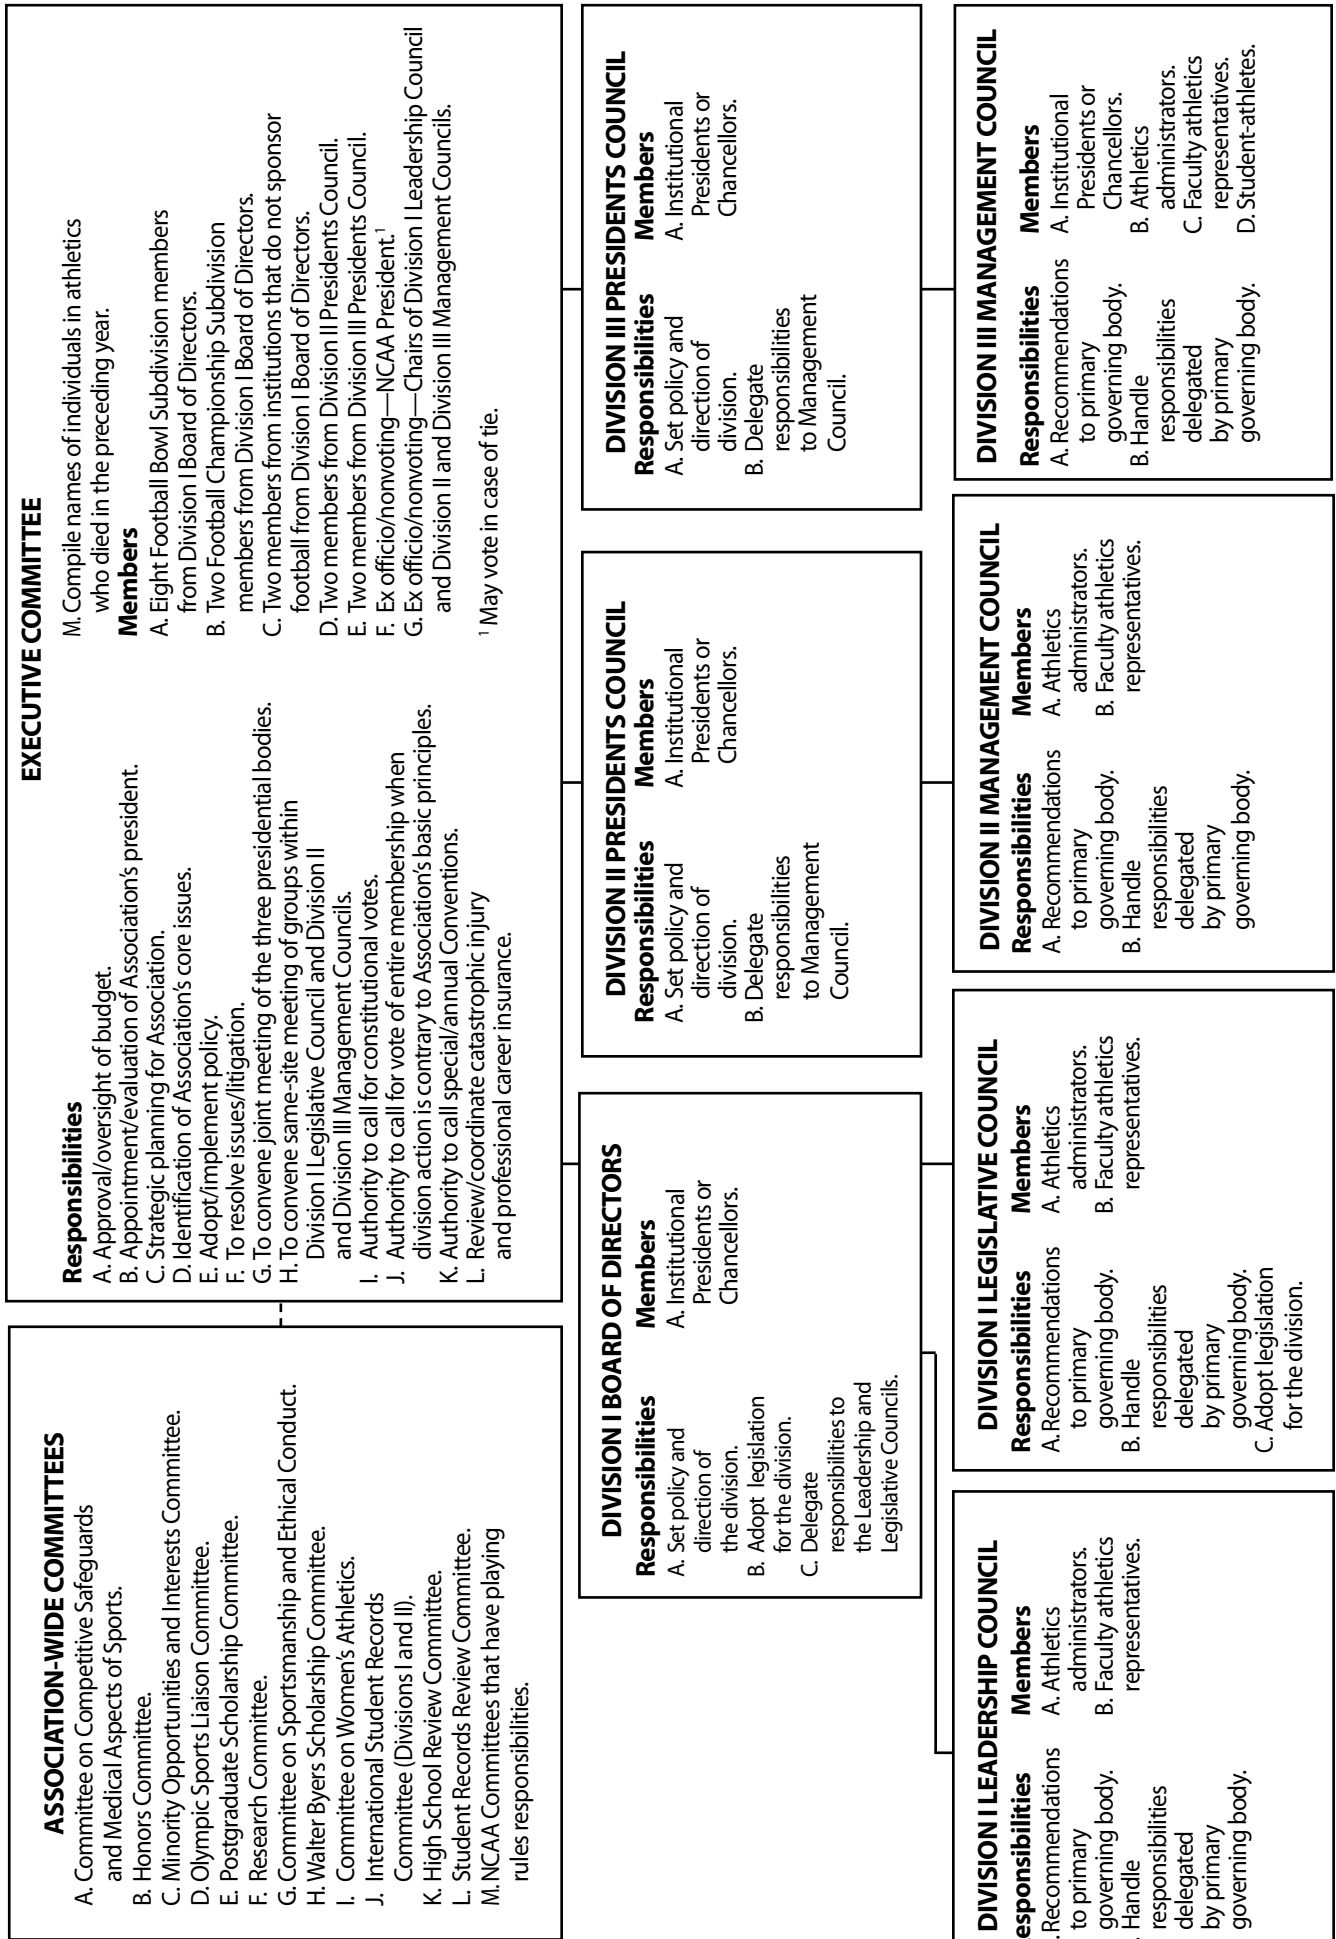 ASSOCIATION-WIDE COMMITTEES
A. Committee on Competitive Safeguards
and Medical Aspects of Sports.
B. Honors Committee.
C. Minority Opportunities and Interests Committee.
D. Olympic Sports Liaison Committee.
E. Postgraduate Scholarship Committee.
F. Research Committee.
G. Committee on Sportsmanship and Ethical Conduct.
H. Walter Byers Scholarship Committee.
I. Committee on Women's Athletics.
J. International Student Records
Committee (Divisions I and II).
K. High School Review Committee.
L. Student Records Review Committee.
M. NCAA Committees that have playing
rules responsibilities.
EXECUTIVE COMMITTEE
Responsibilities
A. Approval/oversight of budget.
B. Appointment/evaluation of Association's president.
C. Strategic planning for Association.
D. Identification of Association's core issues.
E. Adopt/implement policy.
F. To resolve issues/litigation.
G. To convene joint meeting of the three presidential bodies.
H. To convene same-site meeting of groups within
Division I Legislative Council and Division II
and Division III Management Councils.
I. Authority to call for constitutional votes.
J. Authority to call for vote of entire membership when
division action is contrary to Association's basic principles.
K. Authority to call special/annual Conventions.
L. Review/coordinate catastrophic injury
and professional career insurance.
M. Compile names of individuals in athletics
who died in the preceding year.
Members
A. Eight Football Bowl Subdivision members
from Division I Board of Directors.
B. Two Football Championship Subdivision
members from Division I Board of Directors.
C. Two members from institutions that do not sponsor
football from Division I Board of Directors.
D. Two members from Division II Presidents Council.
E. Two members from Division III Presidents Council.
F. Ex officio/nonvoting—NCAA President.¹
G. Ex officio/nonvoting—Chairs of Division I Leadership Council
and Division II and Division III Management Councils.
¹ May vote in case of tie.
DIVISION I BOARD OF DIRECTORS
Responsibilities
A. Set policy and
direction of
the division.
B. Adopt legislation
for the division.
C. Delegate
responsibilities to
the Leadership and
Legislative Councils.
Members
A. Institutional
Presidents or
Chancellors.
DIVISION II PRESIDENTS COUNCIL
Responsibilities
A. Set policy and
direction of
division.
B. Delegate
responsibilities
to Management
Council.
Members
A. Institutional
Presidents or
Chancellors.
DIVISION III PRESIDENTS COUNCIL
Responsibilities
A. Set policy and
direction of
division.
B. Delegate
responsibilities
to Management
Council.
Members
A. Institutional
Presidents or
Chancellors.
DIVISION I LEADERSHIP COUNCIL
esponsibilities
Recommendations
to primary
governing body.
Handle
responsibilities
delegated
by primary
governing body.
Members
A. Athletics
administrators.
B. Faculty athletics
representatives.
DIVISION I LEGISLATIVE COUNCIL
Responsibilities
A. Recommendations
to primary
governing body.
B. Handle
responsibilities
delegated
by primary
governing body.
C. Adopt legislation
for the division.
Members
A. Athletics
administrators.
B. Faculty athletics
representatives.
DIVISION II MANAGEMENT COUNCIL
Responsibilities
A. Recommendations
to primary
governing body.
B. Handle
responsibilities
delegated
by primary
governing body.
Members
A. Athletics
administrators.
B. Faculty athletics
representatives.
DIVISION III MANAGEMENT COUNCIL
Responsibilities
A. Recommendations
to primary
governing body.
B. Handle
responsibilities
delegated
by primary
governing body.
Members
A. Institutional
Presidents or
Chancellors.
B. Athletics
administrators.
C. Faculty athletics
representatives.
D. Student-athletes.